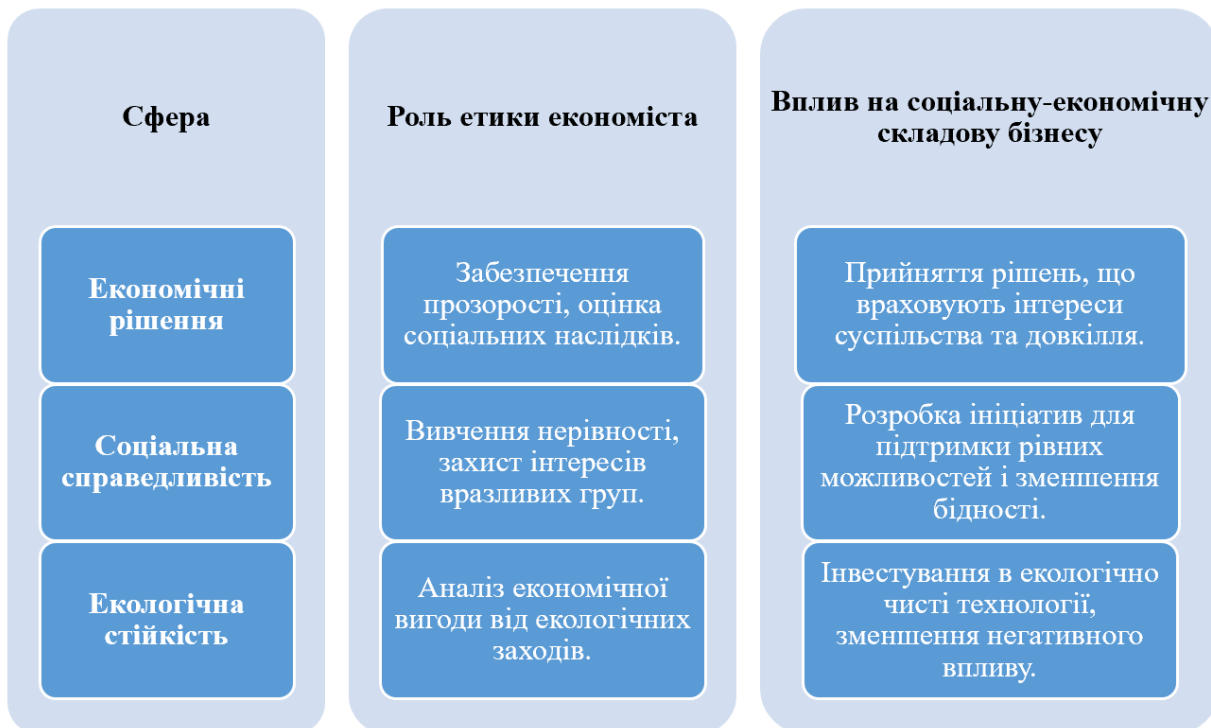 Сфера
Роль етики економіста
Вплив на соціальну-економічну
складову бізнесу
Економічні
рішення
Забезпечення
прозорості, оцінка
соціальних наслідків.
Прийняття рішень, що
враховують інтереси
суспільства та довкілля.
Соціальна
справедливість
Вивчення нерівності,
захист інтересів
вразливих груп.
Розробка ініціатив для
підтримки рівних
можливостей і зменшення
бідності.
Екологічна
стійкість
Аналіз економічної
вигоди від екологічних
заходів.
Інвестування в екологічно
чисті технології,
зменшення негативного
впливу.